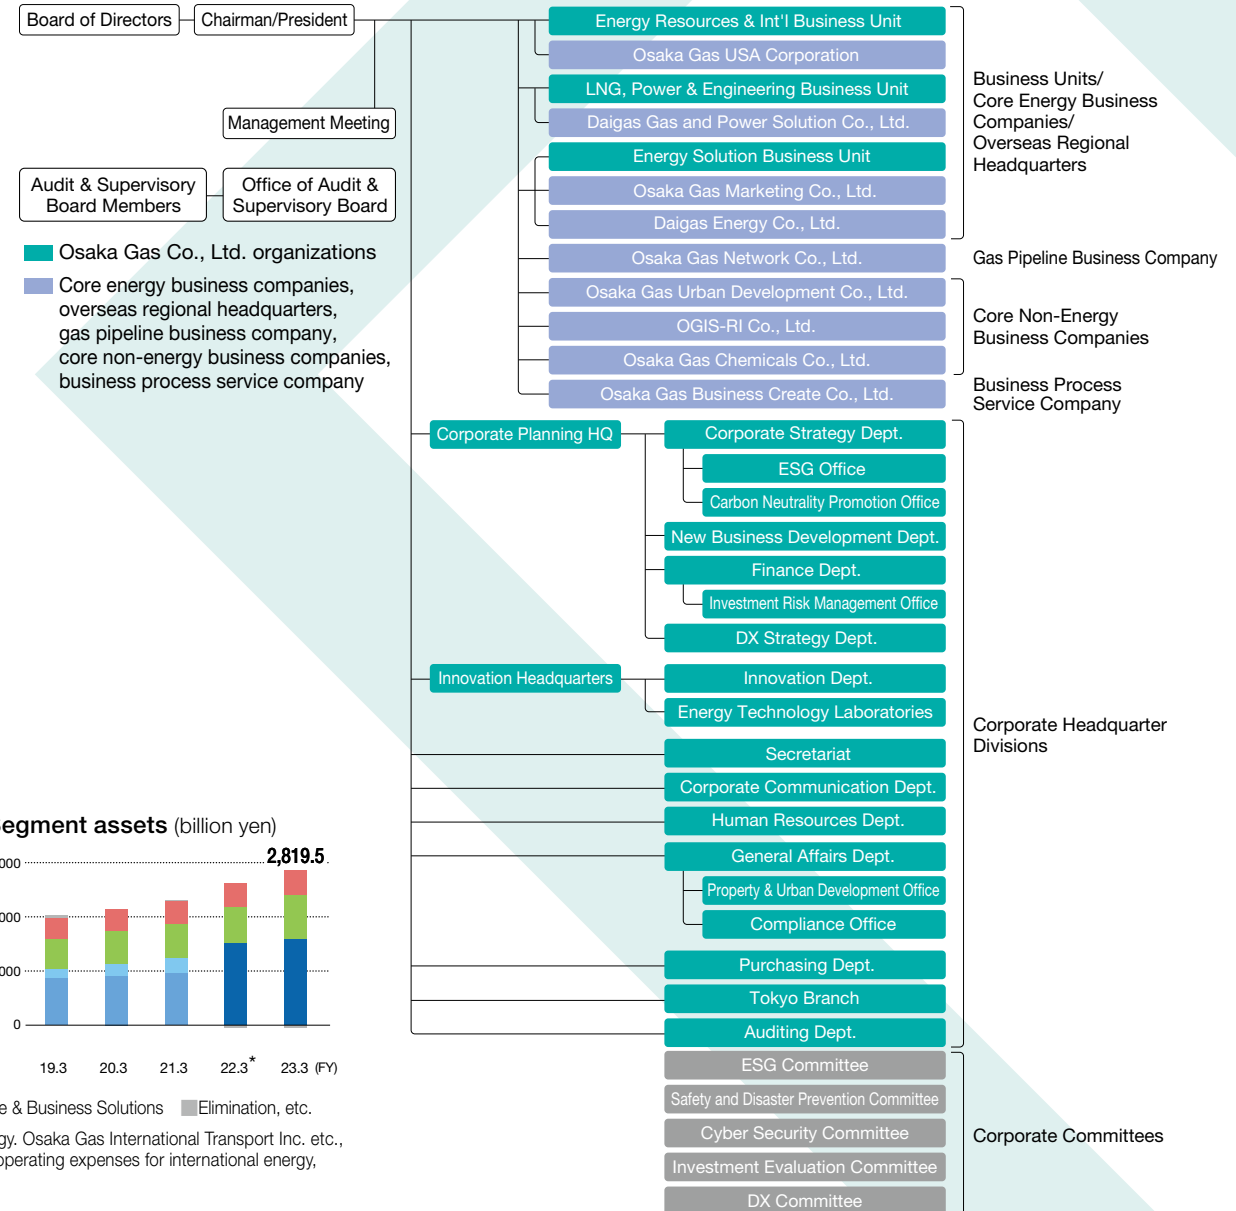 Board of Directors
Chairman/President
Management Meeting
Audit & Supervisory
Board Members
Office of Audit &
Supervisory Board
Osaka Gas Co., Ltd. organizations
Core energy business companies,
overseas regional headquarters,
gas pipeline business company,
core non-energy business companies,
business process service company
Energy Resources & Int'l Business Unit
Osaka Gas USA Corporation
LNG, Power & Engineering Business Unit
Daigas Gas and Power Solution Co., Ltd.
Energy Solution Business Unit
Osaka Gas Marketing Co., Ltd.
Daigas Energy Co., Ltd.
Osaka Gas Network Co., Ltd.
Osaka Gas Urban Development Co., Ltd.
OGIS-RI Co., Ltd.
Osaka Gas Chemicals Co., Ltd.
Osaka Gas Business Create Co., Ltd.
Business Units/
Core Energy Business
Companies/
Overseas Regional
Headquarters
Gas Pipeline Business Company
Core Non-Energy
Business Companies
Business Process
Service Company
Corporate Planning HQ
Corporate Strategy Dept.
ESG Office
Carbon Neutrality Promotion Office
New Business Development Dept.
Finance Dept.
Investment Risk Management Office
DX Strategy Dept.
Innovation Headquarters
Innovation Dept.
Energy Technology Laboratories
Secretariat
Corporate Communication Dept.
Human Resources Dept.
General Affairs Dept.
Property & Urban Development Office
Compliance Office
Purchasing Dept.
Tokyo Branch
Auditing Dept.
Corporate Headquarter
Divisions
ESG Committee
Safety and Disaster Prevention Committee
Cyber Security Committee
Investment Evaluation Committee
DX Committee
Corporate Committees
Segment assets (billion yen)
000
2,819.5
000
000
0
19.3 20.3 21.3 22.3* 23.3 (FY)
e & Business Solutions Elimination, etc.
gy. Osaka Gas International Transport Inc. etc.,
operating expenses for international energy,